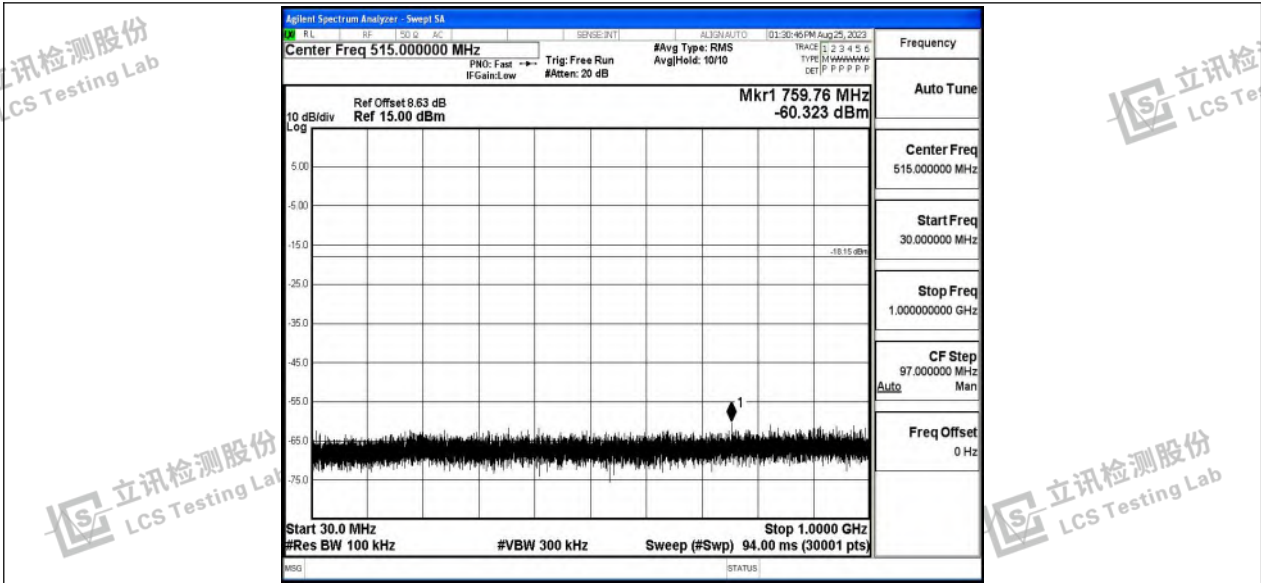 Agilent Spectrum Analyzer - Swept SA
RL RF 50 Ω AC SENSE:INT ALIGNAUTO 01:30:46 PM Aug 25, 2023
Center Freq 515.000000 MHz
PNO: Fast
IFGain:Low
Trig: Free Run
#Atten: 20 dB
#Avg Type: RMS
Avg|Hold: 10/10
TRACE 1 2 3 4 5 6
TYPE M WWWWW
DET P P P P P P
Mkr1 759.76 MHz
-60.323 dBm
Ref Offset 8.63 dB
10 dB/div Ref 15.00 dBm
Log
5.00
-5.00
-15.0
-18.15 dBm
-25.0
-35.0
-45.0
-55.0
1
-65.0
-75.0
Start 30.0 MHz Stop 1.0000 GHz
#Res BW 100 kHz #VBW 300 kHz Sweep (#Swp) 94.00 ms (30001 pts)
MSG STATUS
Frequency
Auto Tune
Center Freq
515.000000 MHz
Start Freq
30.000000 MHz
Stop Freq
1.000000000 GHz
CF Step
97.000000 MHz
Auto Man
Freq Offset
0 Hz
讯检测股份
LCS Testing Lab
立讯检
LCS Te
立讯检测股份
LCS Testing Lab
立讯检测股份
LCS Testing Lab